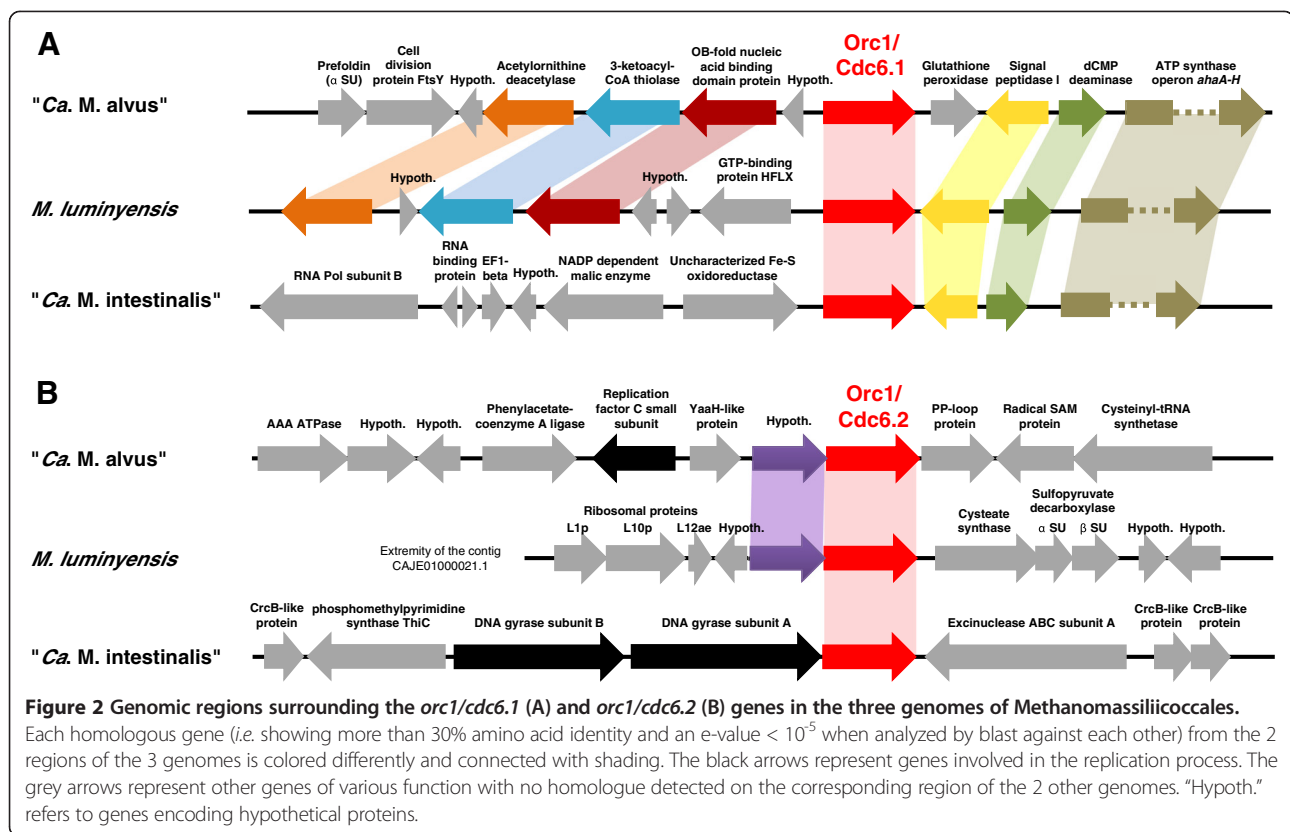 A
Prefoldin
(α SU)
Cell
division
protein FtsY
Hypoth.
Acetylornithine
deacetylase
3-ketoacyl-
CoA thiolase
OB-fold nucleic
acid binding
domain protein
Hypoth.
Orc1/
Cdc6.1
Glutathione
peroxidase
Signal
peptidase I
dCMP
deaminase
ATP synthase
operon ahaA-H
"Ca. M. alvus"
Hypoth.
Hypoth.
GTP-binding
protein HFLX
M. luminyensis
RNA Pol subunit B
RNA
binding
protein
EF1-
beta
Hypoth.
NADP dependent
malic enzyme
Uncharacterized Fe-S
oxidoreductase
"Ca. M. intestinalis"
B
AAA ATPase
Hypoth.
Hypoth.
Phenylacetate-
coenzyme A ligase
Replication
factor C small
subunit
YaaH-like
protein
Hypoth.
Orc1/
Cdc6.2
PP-loop
protein
Radical SAM
protein
Cysteinyl-tRNA
synthetase
"Ca. M. alvus"
Extremity of the contig
CAJE01000021.1
Ribosomal proteins
L1p
L10p
L12ae
Hypoth.
Cysteate
synthase
Sulfopyruvate
decarboxylase
α SU
β SU
Hypoth.
Hypoth.
M. luminyensis
CrcB-like
protein
phosphomethylpyrimidine
synthase ThiC
DNA gyrase subunit B
DNA gyrase subunit A
Excinuclease ABC subunit A
CrcB-like
protein
CrcB-like
protein
"Ca. M. intestinalis"
Figure 2 Genomic regions surrounding the orc1/cdc6.1 (A) and orc1/cdc6.2 (B) genes in the three genomes of Methanomassiliicoccales.
Each homologous gene (i.e. showing more than 30% amino acid identity and an e-value < 10⁻⁵ when analyzed by blast against each other) from the 2
regions of the 3 genomes is colored differently and connected with shading. The black arrows represent genes involved in the replication process. The
grey arrows represent other genes of various function with no homologue detected on the corresponding region of the 2 other genomes. “Hypoth.”
refers to genes encoding hypothetical proteins.